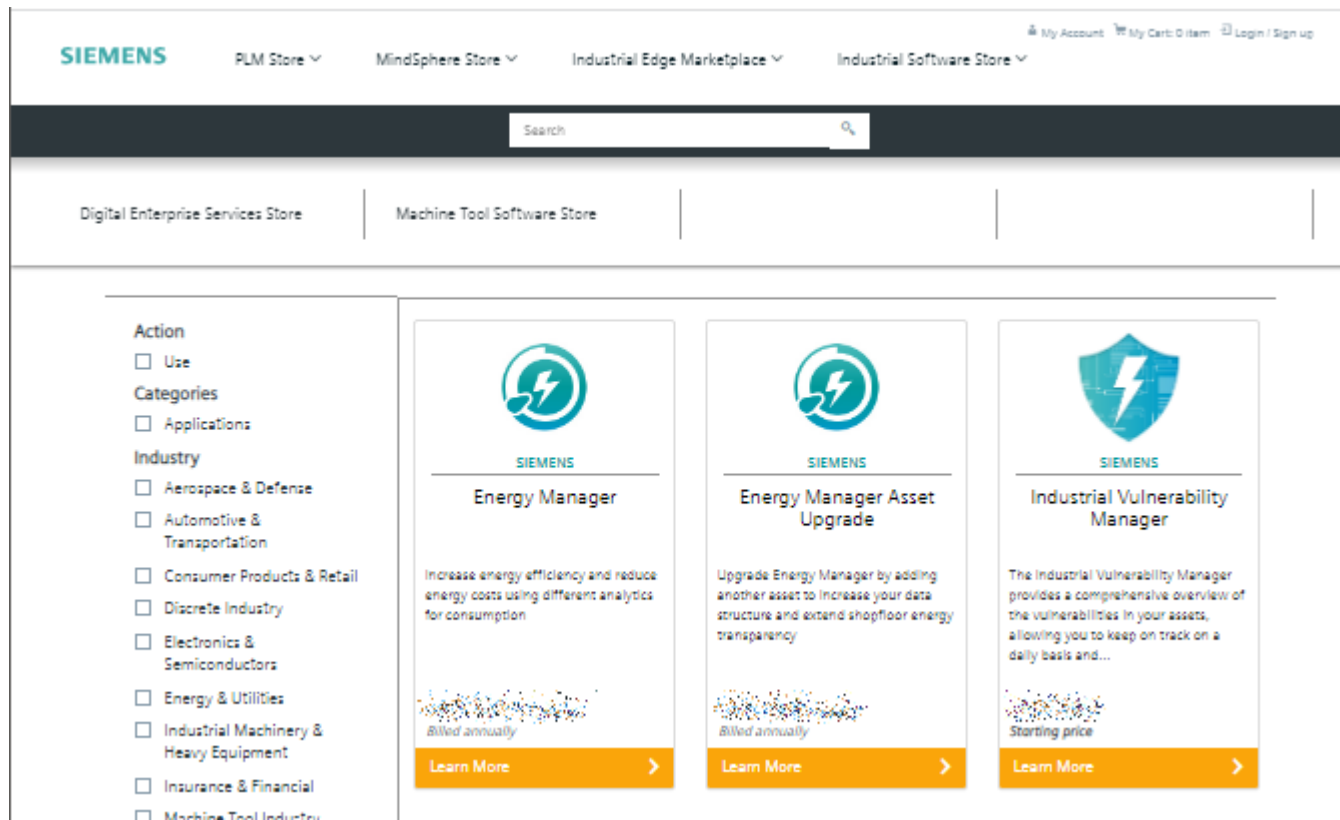 My Account My Cart: 0 item Login / Sign up
SIEMENS PLM Store MindSphere Store Industrial Edge Marketplace Industrial Software Store
Search
Digital Enterprise Services Store Machine Tool Software Store
Action
Use
Categories
Applications
Industry
Aerospace & Defense
Automotive &
Transportation
Consumer Products & Retail
Discrete Industry
Electronics &
Semiconductors
Energy & Utilities
Industrial Machinery &
Heavy Equipment
Insurance & Financial
Machine Tool Industry
SIEMENS
Energy Manager
Increase energy efficiency and reduce
energy costs using different analytics
for consumption
Billed annually
Learn More
SIEMENS
Energy Manager Asset
Upgrade
Upgrade Energy Manager by adding
another asset to increase your data
structure and extend shopfloor energy
transparency
Billed annually
Learn More
SIEMENS
Industrial Vulnerability
Manager
The Industrial Vulnerability Manager
provides a comprehensive overview of
the vulnerabilities in your assets,
allowing you to keep on track on a
daily basis and...
Starting price
Learn More